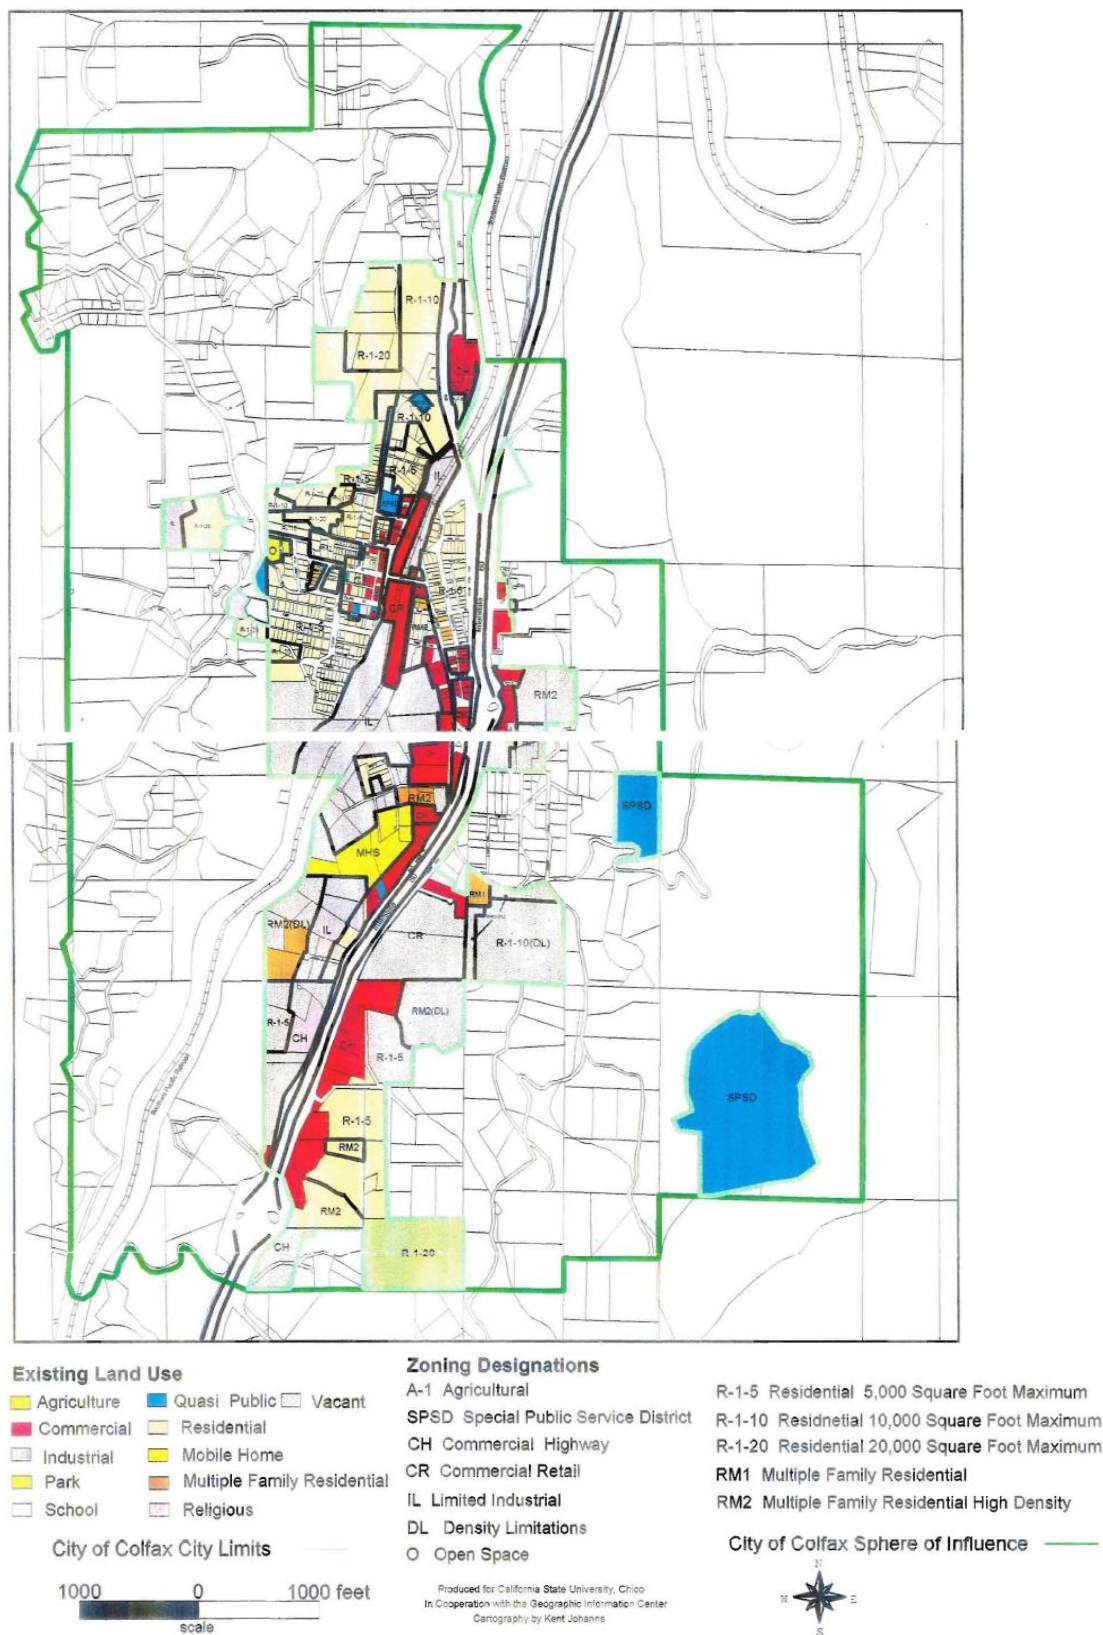 R-1-10
R-1-20
R-1-10
R-1-5
R-1-5
IL
CR
RM2
IL
RM2
SPSD
MHS
RM1
RM2(DL)
IL
CR
R-1-10(DL)
R-1-5
CH
RM2(DL)
R-1-5
SPSD
R-1-5
RM2
RM2
CH
R 1-20
Southern Pacific Railroad
Existing Land Use
Agriculture
Quasi Public
Vacant
Commercial
Residential
Industrial
Mobile Home
Park
Multiple Family Residential
School
Religious
City of Colfax City Limits
1000 0 1000 feet
scale
Zoning Designations
A-1 Agricultural
SPSD Special Public Service District
CH Commercial Highway
CR Commercial Retail
IL Limited Industrial
DL Density Limitations
O Open Space
Produced for California State University, Chico
In Cooperation with the Geographic Information Center
Cartography by Kent Johanns
R-1-5 Residential 5,000 Square Foot Maximum
R-1-10 Residnetial 10,000 Square Foot Maximum
R-1-20 Residential 20,000 Square Foot Maximum
RM1 Multiple Family Residential
RM2 Multiple Family Residential High Density
City of Colfax Sphere of Influence
N
W E
S